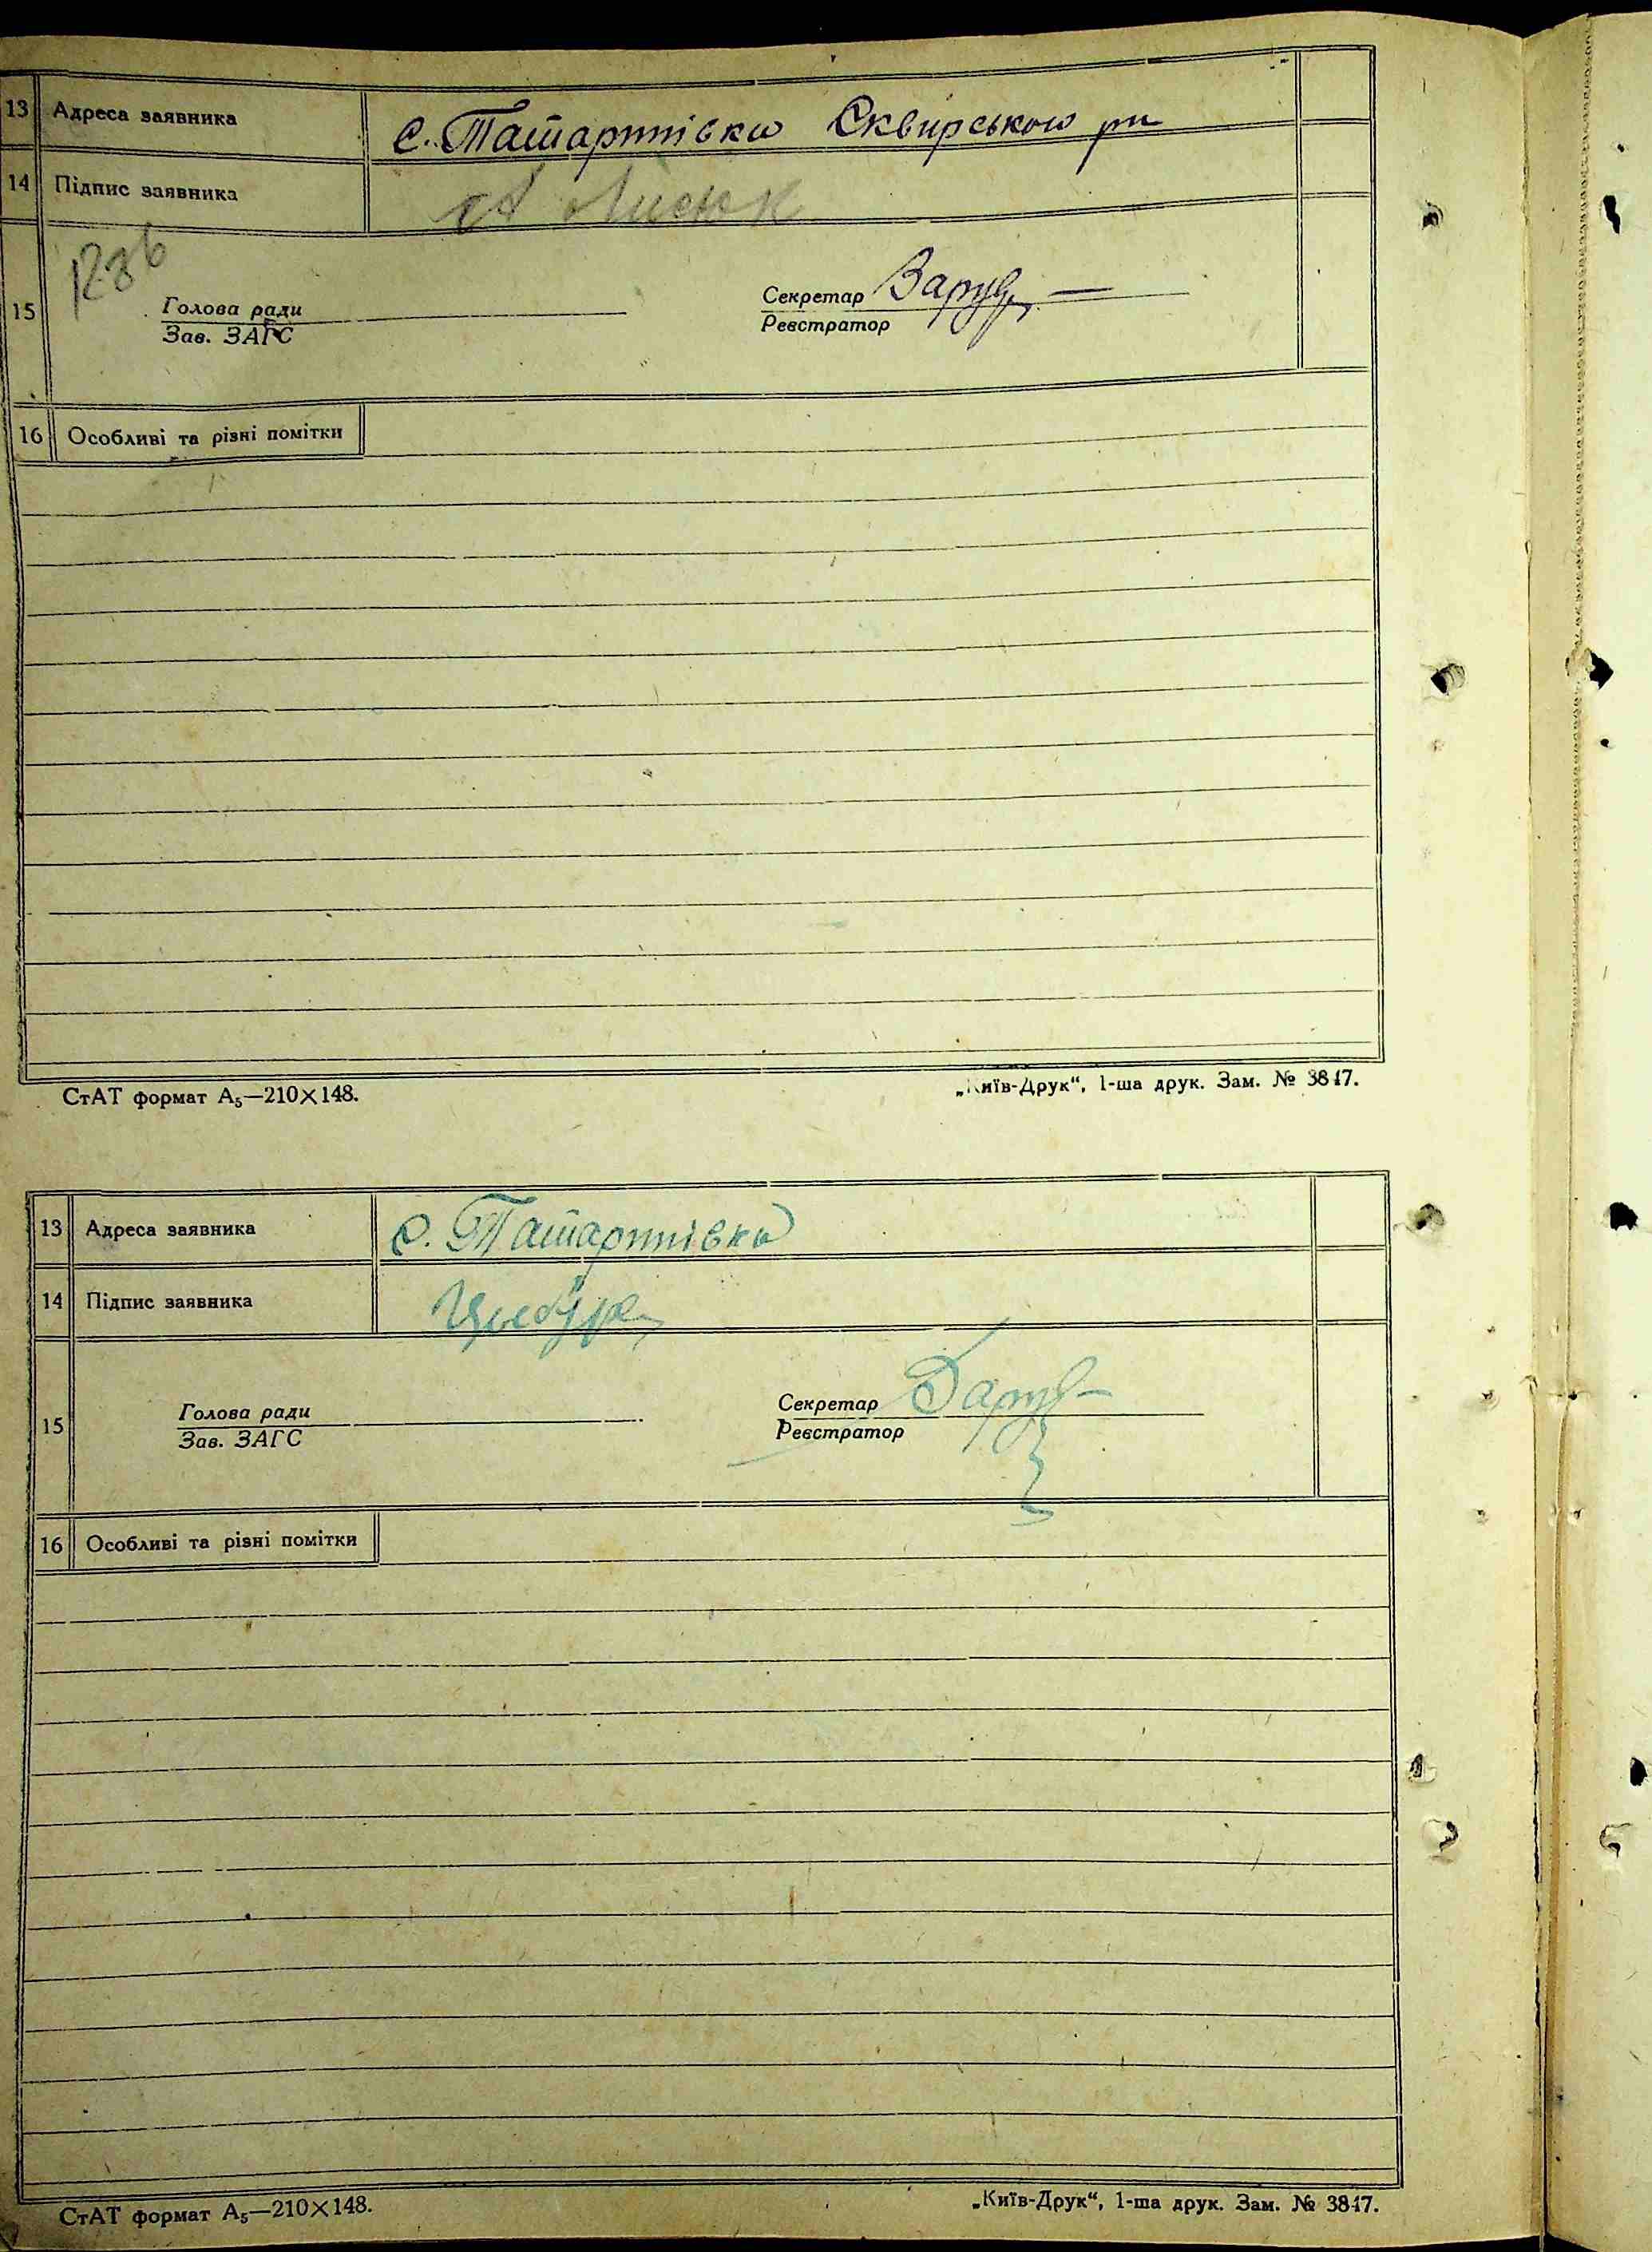 13 Адреса заявника с. Татартівка Сквирського рн
14 Підпис заявника
15
Голова ради Секретар
Зав. ЗАГС Реєстратор
16 Особливі та різні помітки
СтАТ формат А₅—210×148. „Київ-Друк“, 1-ша друк. Зам. № 3847.
13 Адреса заявника с. Татартівка
14 Підпис заявника
15
Голова ради Секретар
Зав. ЗАГС Реєстратор
16 Особливі та різні помітки
СтАТ формат А₅—210×148. „Київ-Друк“, 1-ша друк. Зам. № 3847.